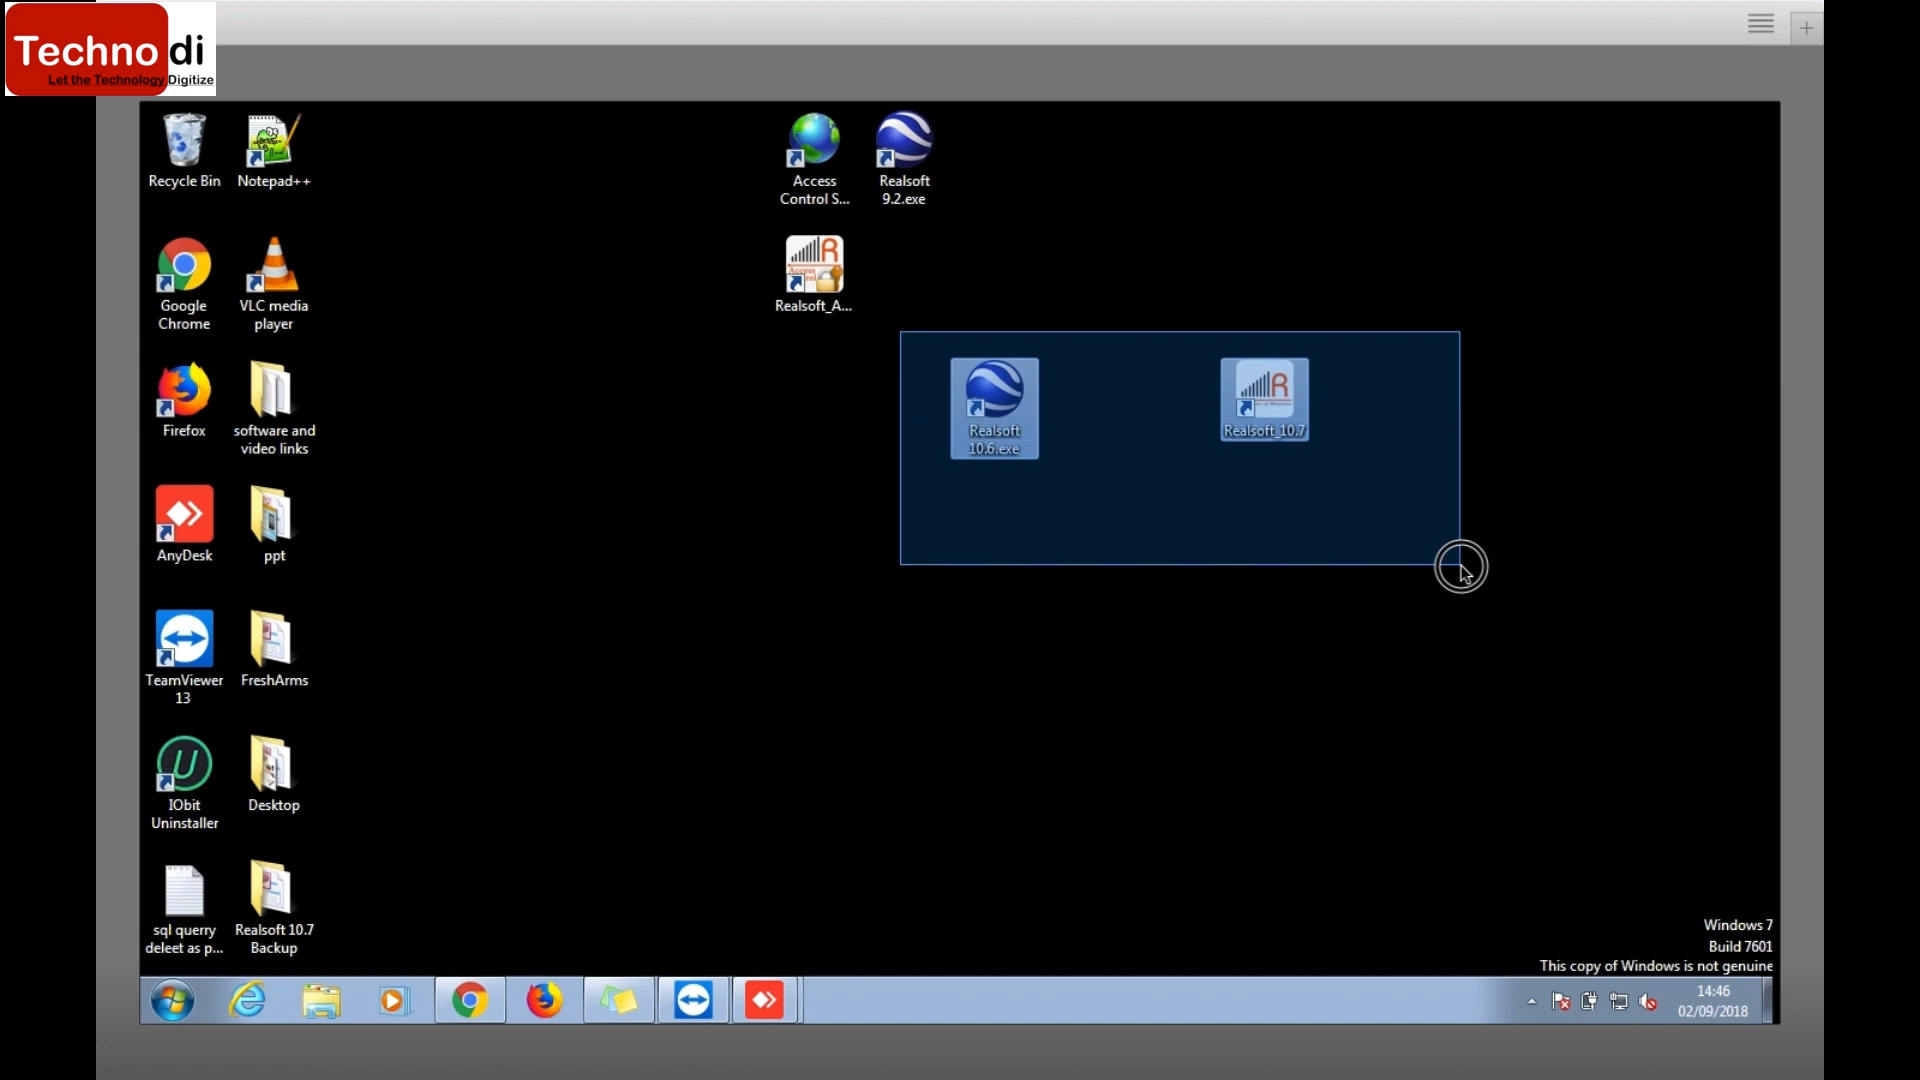 Techno di
Let the Technology Digitize
Recycle Bin
Notepad++
Access
Control S...
Realsoft
9.2.exe
Google
Chrome
VLC media
player
Realsoft_A...
Firefox
software and
video links
Realsoft
10.6.exe
Realsoft_10.7
AnyDesk
ppt
TeamViewer
13
FreshArms
IObit
Uninstaller
Desktop
sql querry
deleet as p...
Realsoft 10.7
Backup
Windows 7
Build 7601
This copy of Windows is not genuine
14:46
02/09/2018